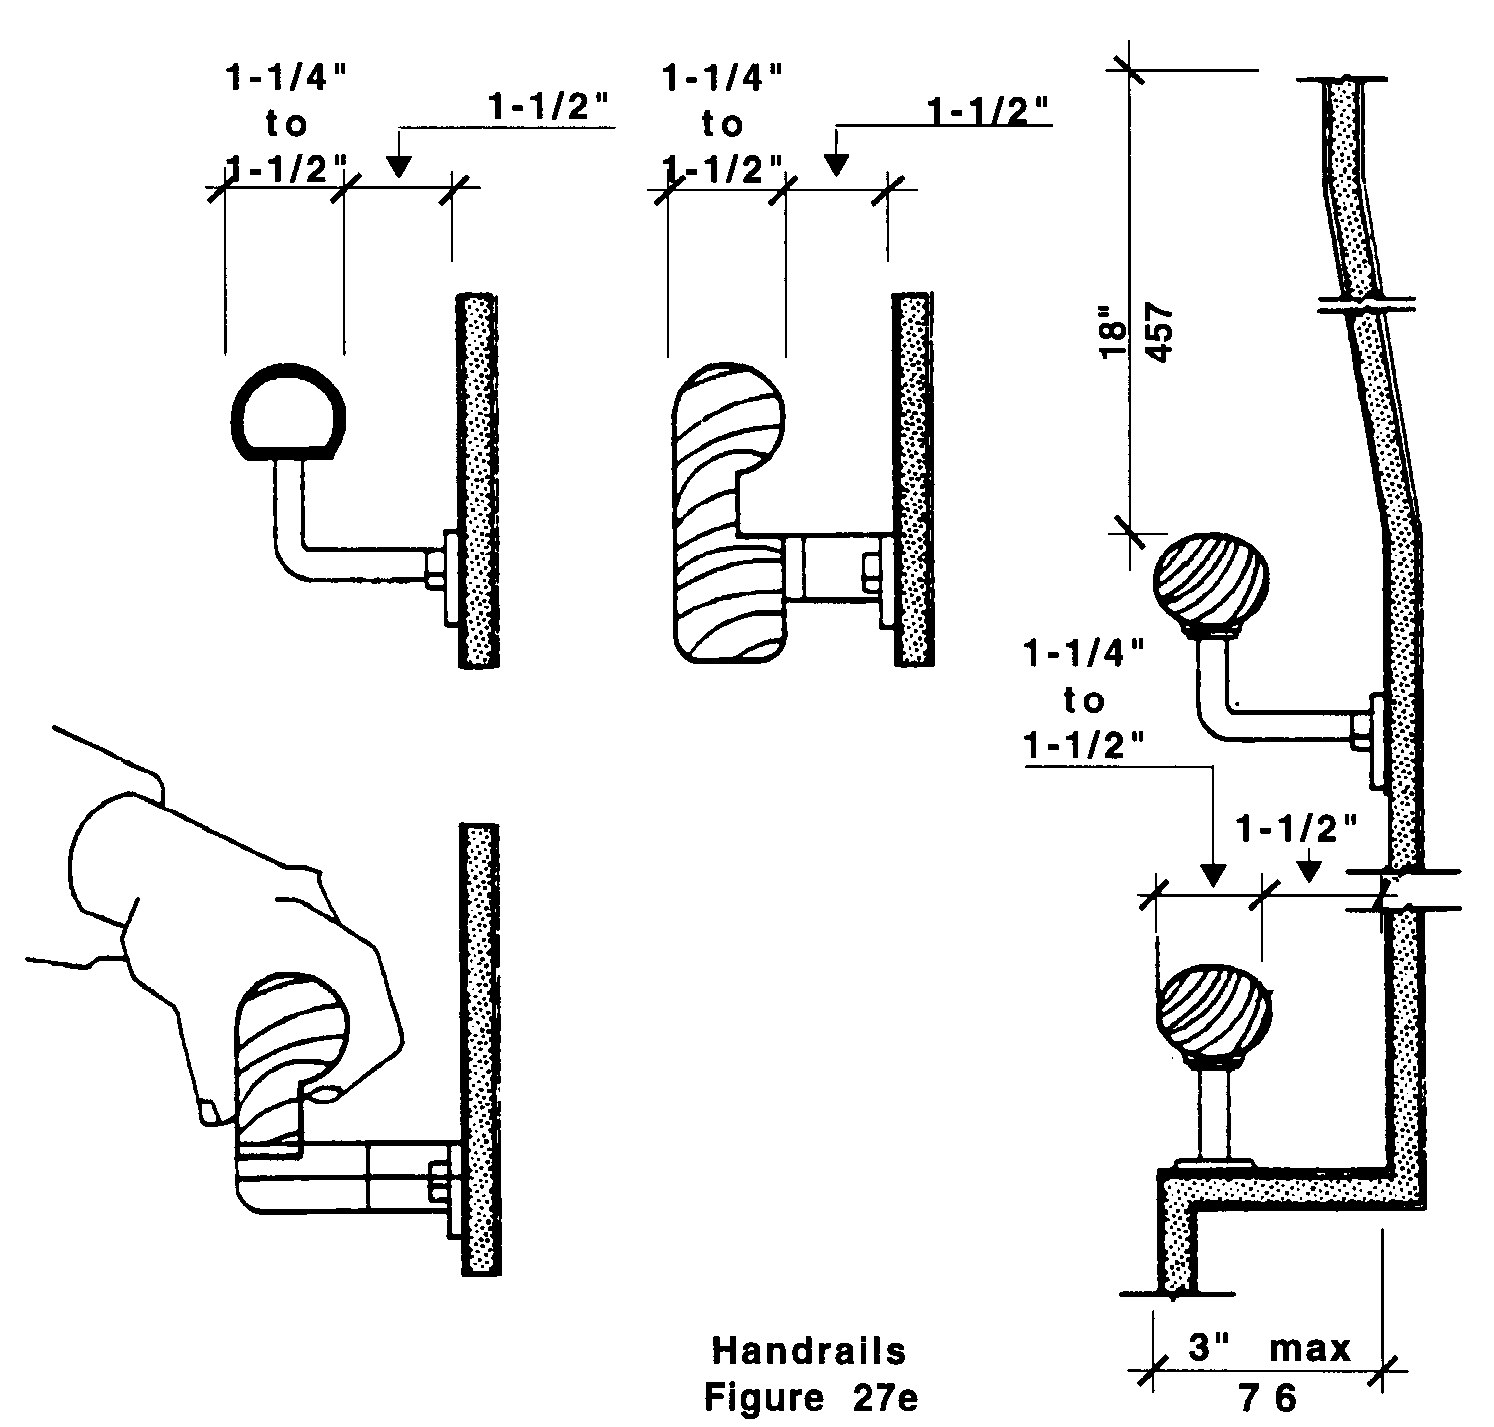 1-1/4"
to
1-1/2"
1-1/2"
1-1/4"
to
1-1/2"
1-1/2"
18"
457
1-1/4"
to
1-1/2"
1-1/2"
3" max
76
Handrails
Figure 27e